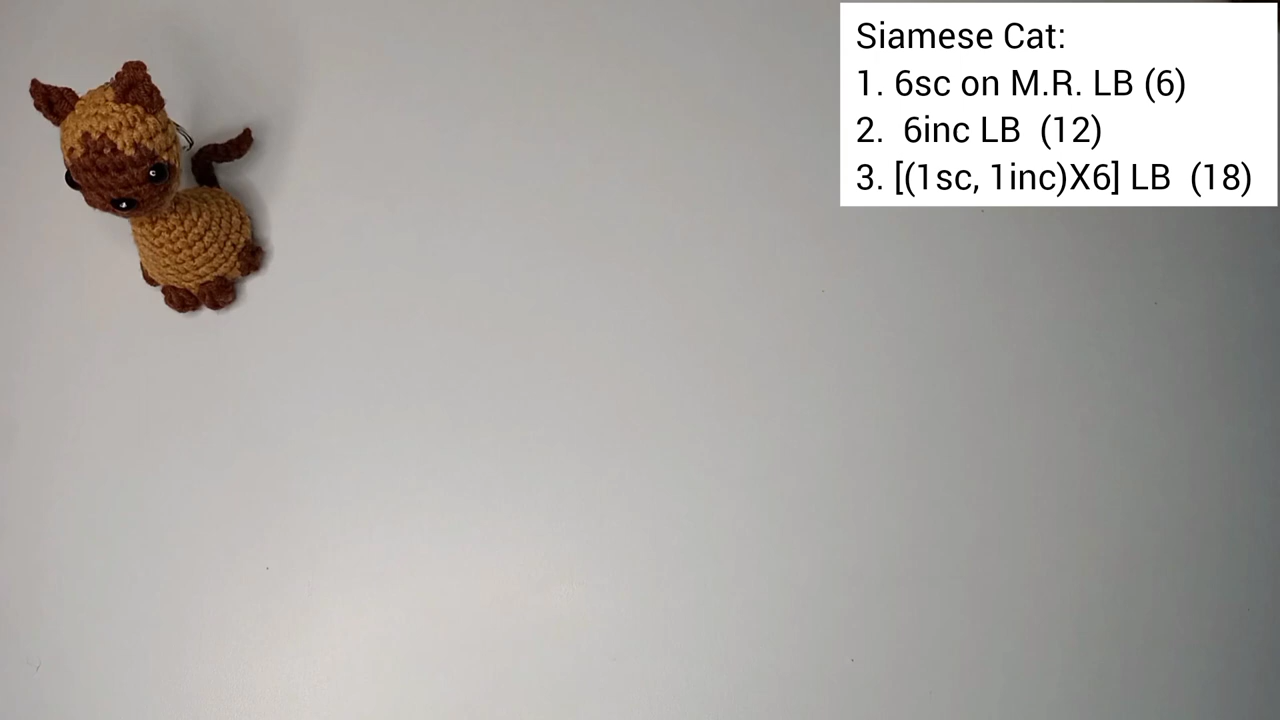 Siamese Cat:
1. 6sc on M.R. LB (6)
2. 6inc LB (12)
3. [(1sc, 1inc)X6] LB (18)